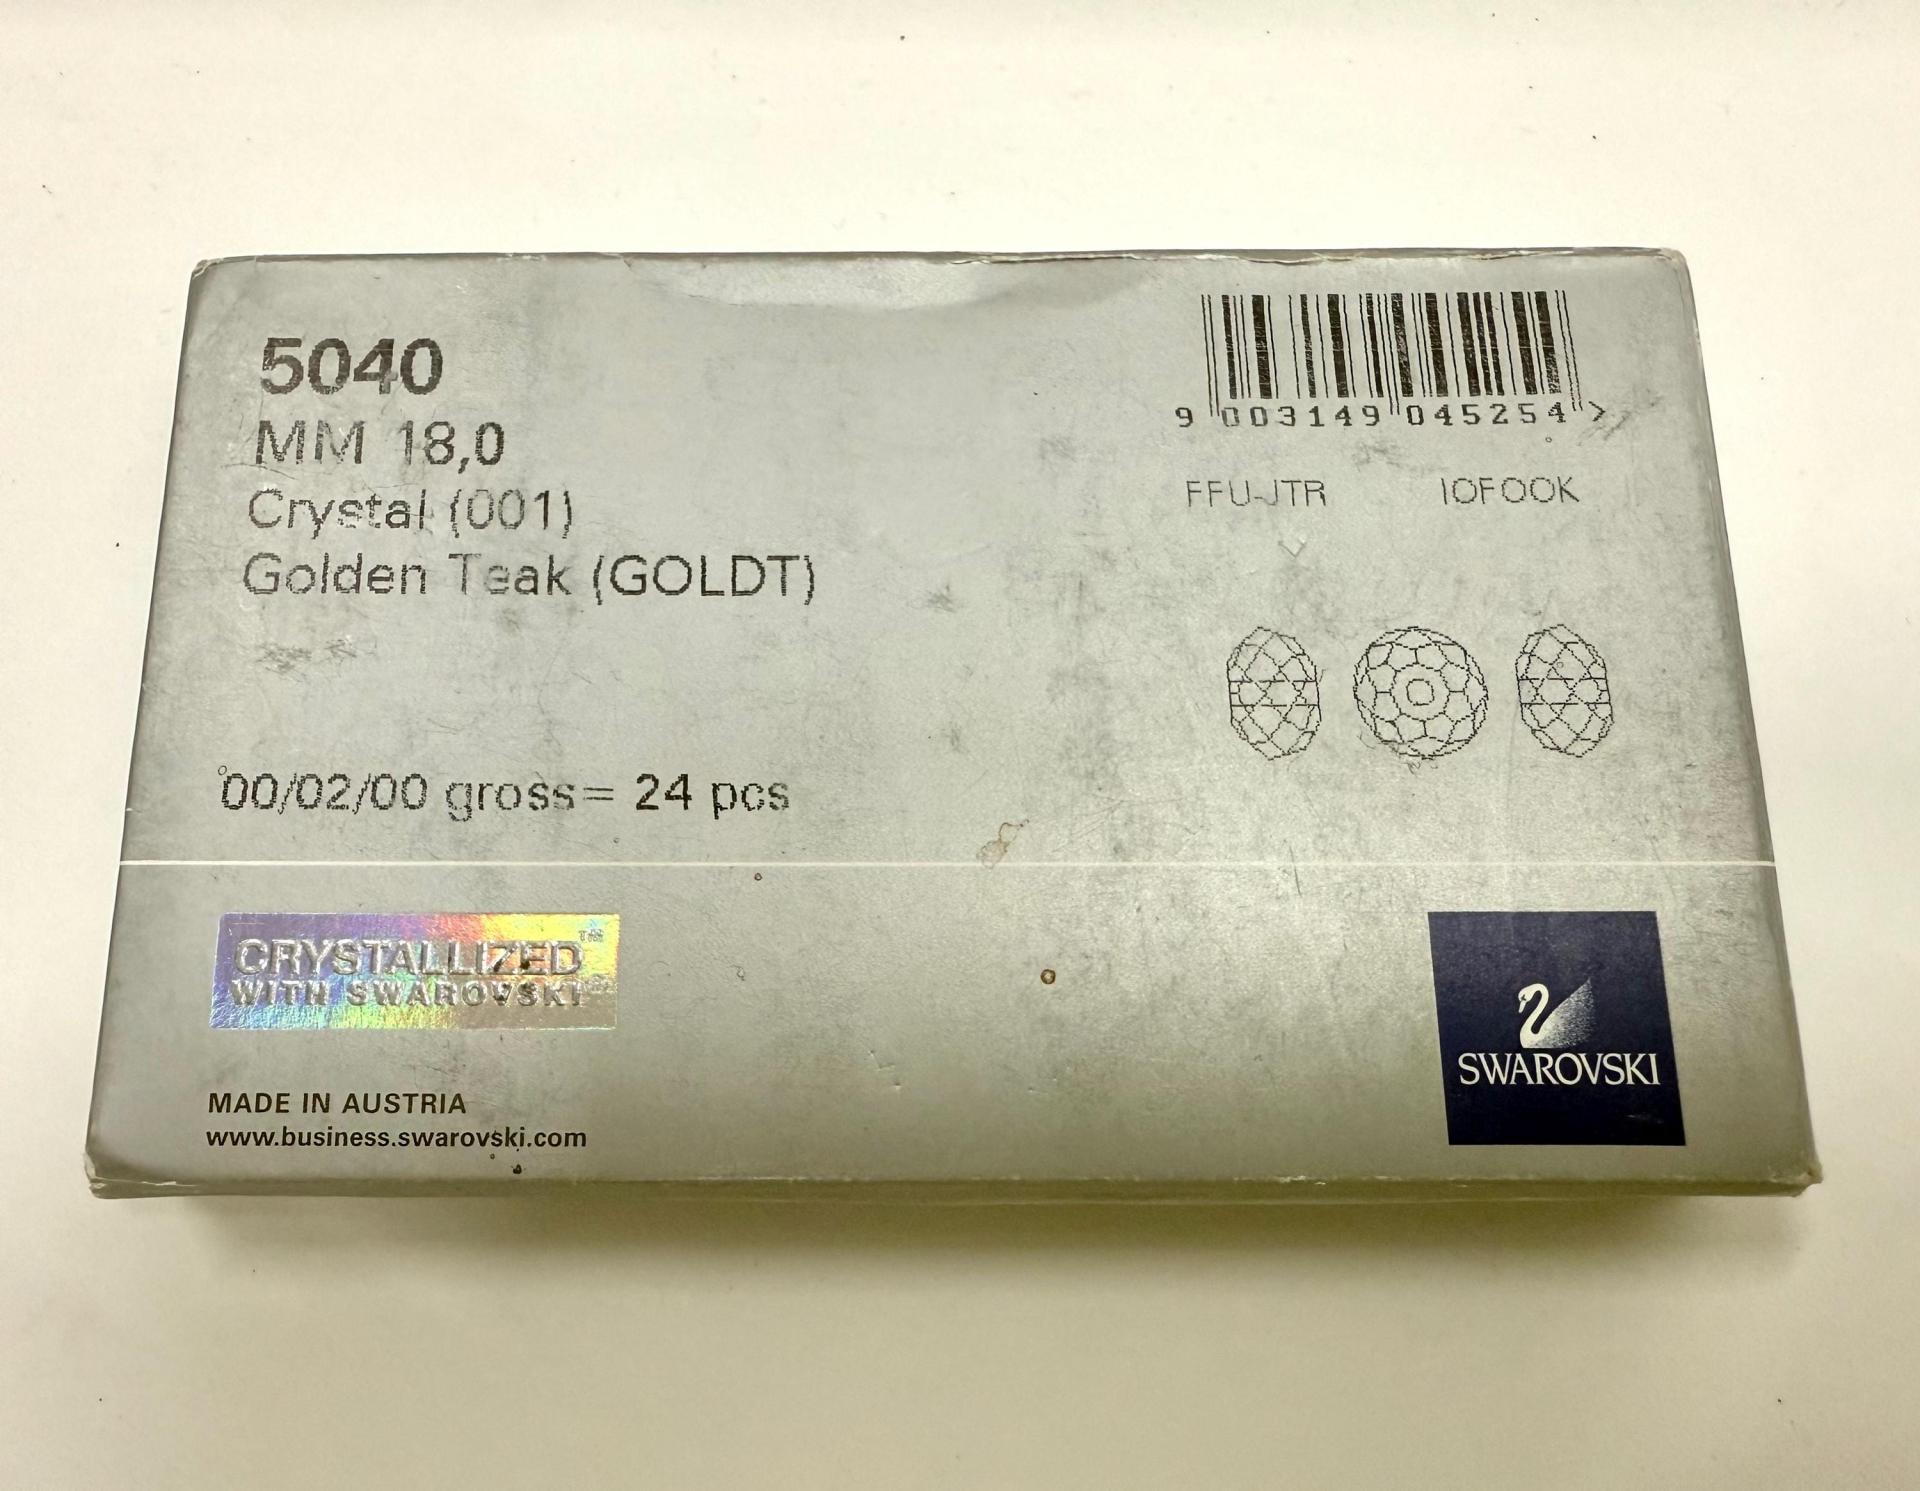 5040
MM 18,0
Crystal (001)
Golden Teak (GOLDT)
00/02/00 gross= 24 pcs
9 003149 045254 >
FFU-JTR IOFOOK
CRYSTALLIZED™
WITH SWAROVSKI®
MADE IN AUSTRIA
www.business.swarovski.com
SWAROVSKI